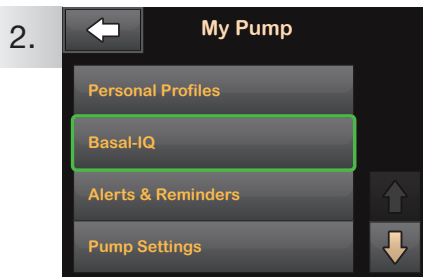 2.
My Pump
Personal Profiles
Basal-IQ
Alerts & Reminders
Pump Settings